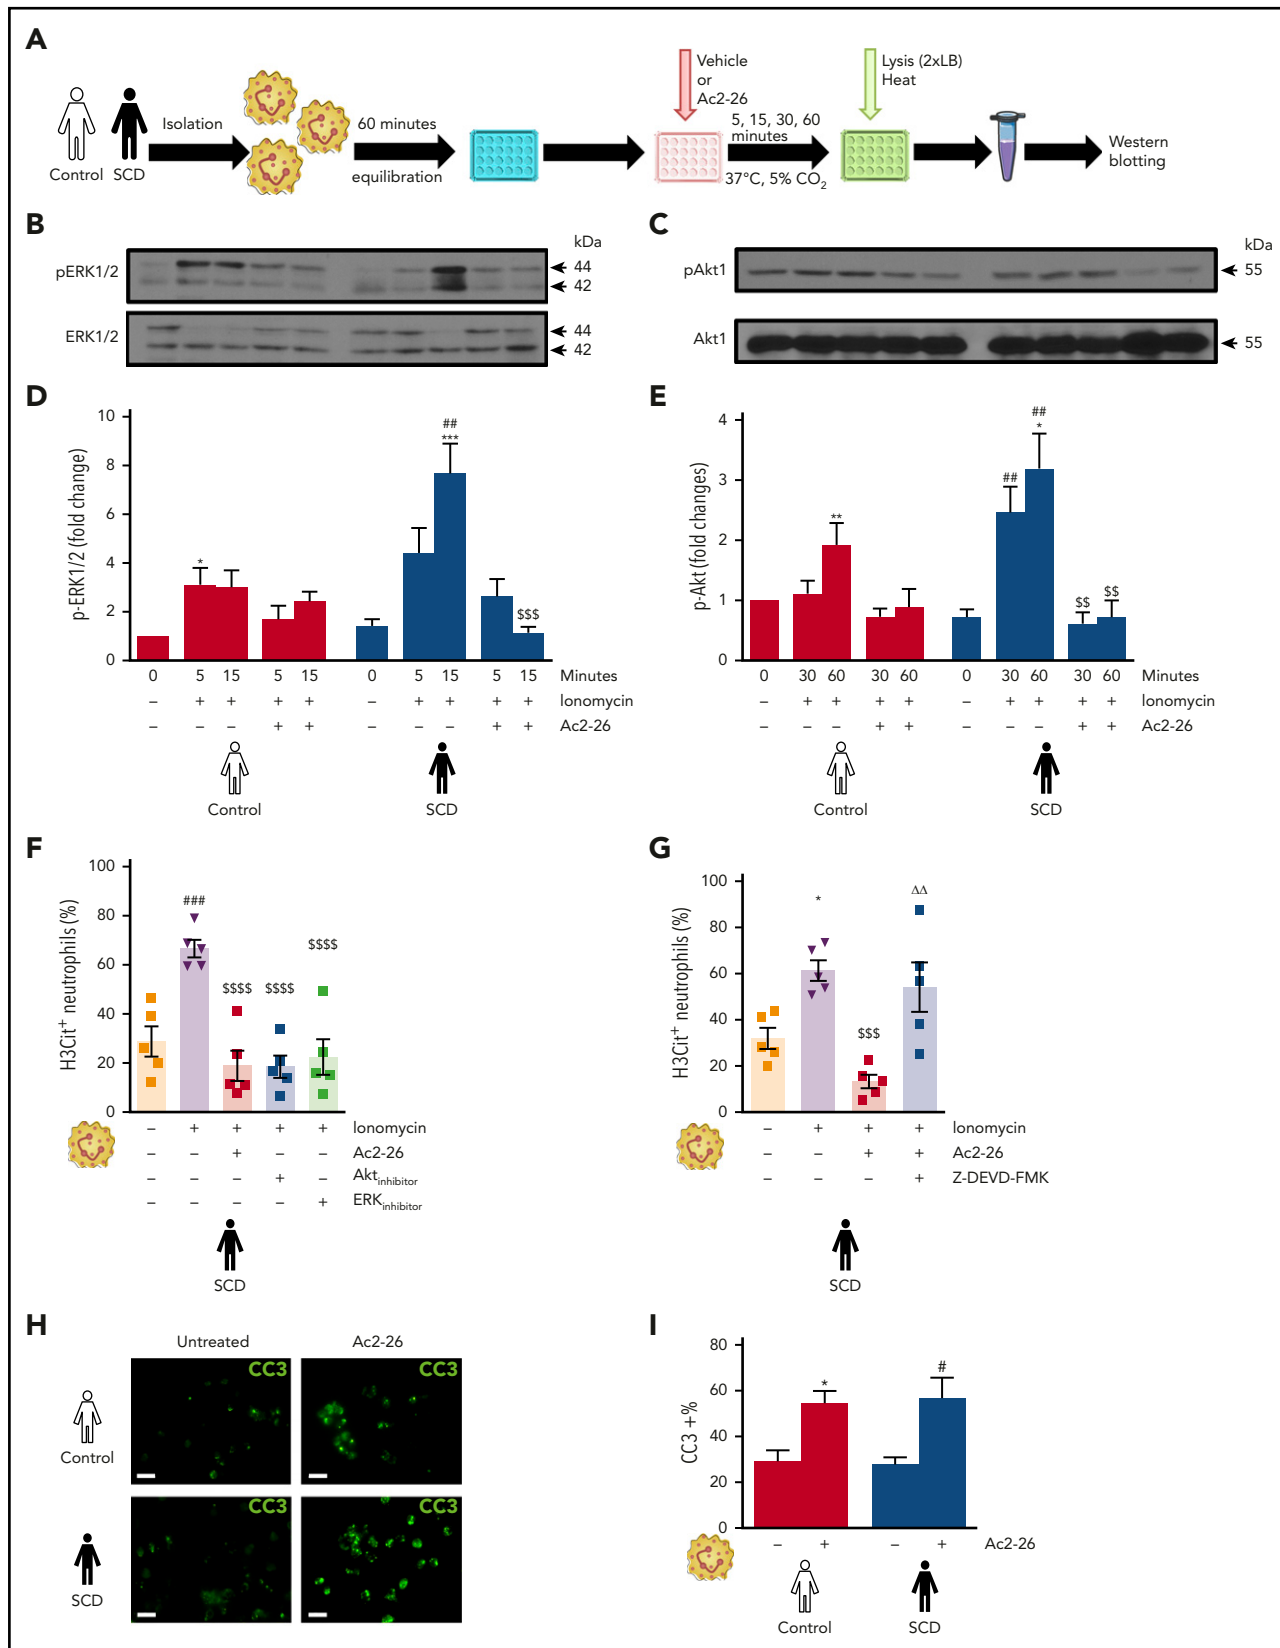 A
Control SCD
Isolation
60 minutes
equilibration
Vehicle
or
Ac2-26
5, 15, 30, 60
minutes
37°C, 5% CO2
Lysis (2xLB)
Heat
Western
blotting
B
kDa
pERK1/2
44
42
ERK1/2
44
42
C
kDa
pAkt1
55
Akt1
55
D
p-ERK1/2 (fold change)
10
8
6
4
2
0
*
##
***
$$$
0 5 15 5 15 0 5 15 5 15 Minutes
– + + + + – + + + + Ionomycin
– – – + + – – – + + Ac2-26
Control
SCD
E
p-Akt (fold changes)
4
3
2
1
0
**
##
##
*
$$ $$
0 30 60 30 60 0 30 60 30 60 Minutes
– + + + + – + + + + Ionomycin
– – – + + – – – + + Ac2-26
Control
SCD
F
H3Cit+ neutrophils (%)
100
80
60
40
20
0
###
$$$$ $$$$ $$$$
– + + + + Ionomycin
– – + – – Ac2-26
– – – + – Aktinhibitor
– – – – + ERKinhibitor
SCD
G
H3Cit+ neutrophils (%)
100
80
60
40
20
0
*
$$$
ΔΔ
– + + + Ionomycin
– – + + Ac2-26
– – – + Z-DEVD-FMK
SCD
H
Untreated Ac2-26
CC3 CC3
Control
CC3 CC3
SCD
I
CC3 +%
80
60
40
20
0
*
#
– + – + Ac2-26
Control
SCD